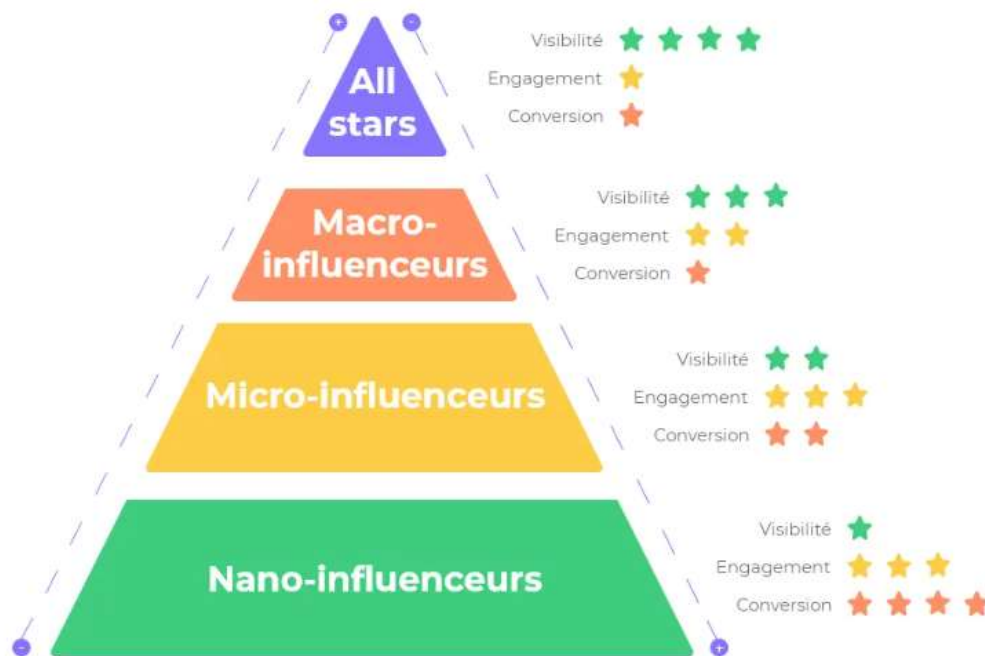 + -
All
stars
Visibilité
Engagement
Conversion
Macro-
influenceurs
Visibilité
Engagement
Conversion
Micro-influenceurs
Visibilité
Engagement
Conversion
Nano-influenceurs
Visibilité
Engagement
Conversion
- +